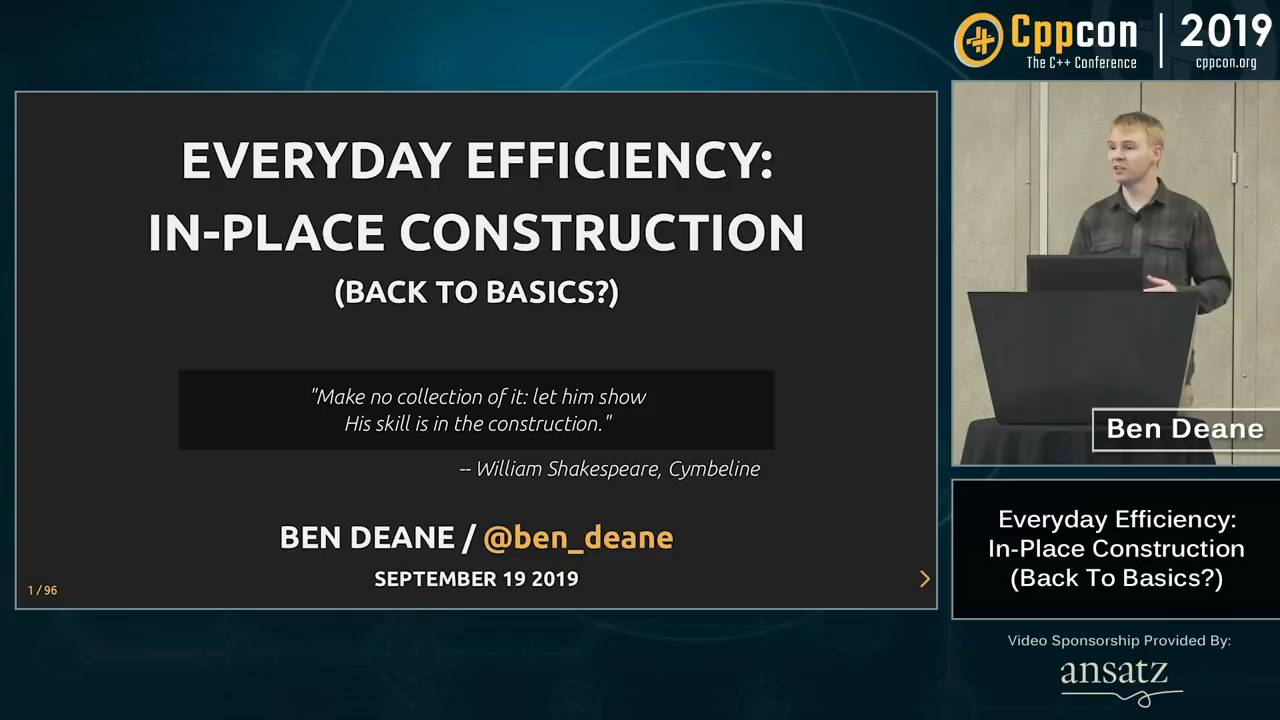 Cppcon
The C++ Conference
2019
cppcon.org
EVERYDAY EFFICIENCY:
IN-PLACE CONSTRUCTION
(BACK TO BASICS?)
"Make no collection of it: let him show
His skill is in the construction."
-- William Shakespeare, Cymbeline
BEN DEANE / @ben_deane
SEPTEMBER 19 2019
1 / 96
Ben Deane
Everyday Efficiency:
In-Place Construction
(Back To Basics?)
Video Sponsorship Provided By:
ansatz